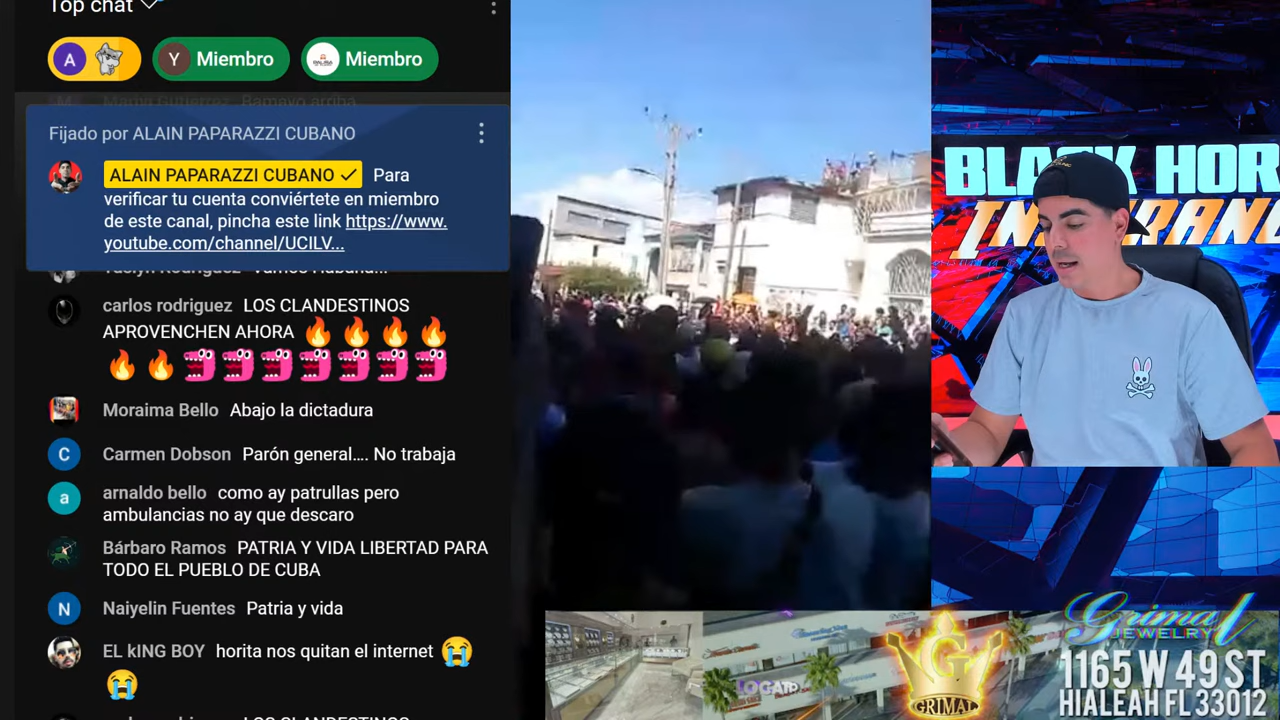 Top chat
A
Y Miembro
Miembro
Fijado por ALAIN PAPARAZZI CUBANO
ALAIN PAPARAZZI CUBANO Para
verificar tu cuenta conviértete en miembro
de este canal, pincha este link https://www.
youtube.com/channel/UCILV...
carlos rodriguez LOS CLANDESTINOS
APROVENCHEN AHORA
Moraima Bello Abajo la dictadura
C
Carmen Dobson Parón general.... No trabaja
a
arnaldo bello como ay patrullas pero
ambulancias no ay que descaro
Bárbaro Ramos PATRIA Y VIDA LIBERTAD PARA
TODO EL PUEBLO DE CUBA
N
Naiyelin Fuentes Patria y vida
EL kING BOY horita nos quitan el internet
LOS CLANDESTINOS
BLACK HOR
G
GRIMAL
Grimal
JEWELRY
1165 W 49 ST
HIALEAH FL 33012